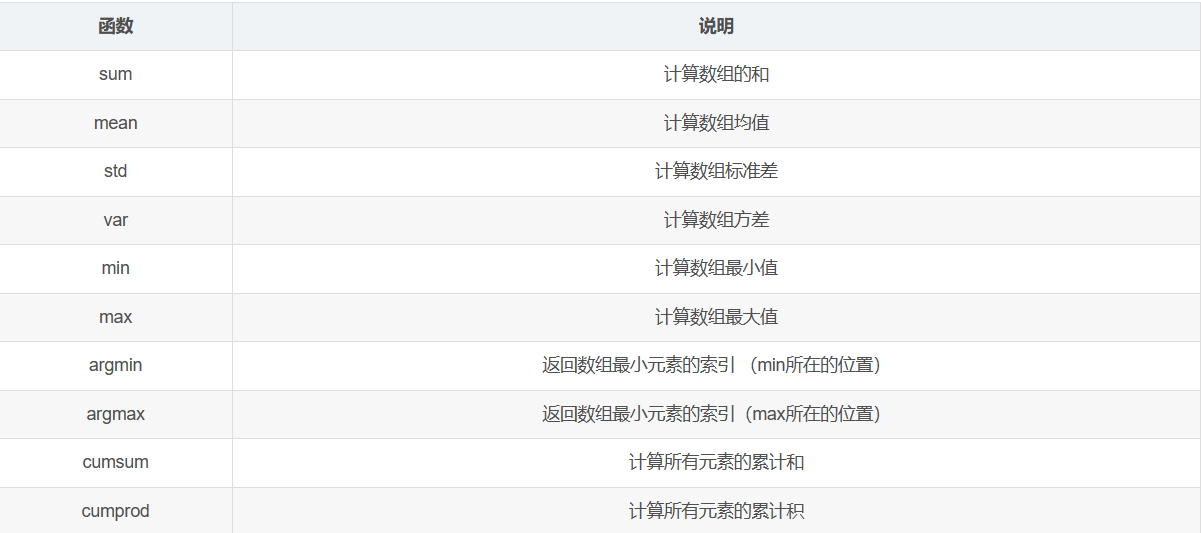 函数 说明
sum 计算数组的和
mean 计算数组均值
std 计算数组标准差
var 计算数组方差
min 计算数组最小值
max 计算数组最大值
argmin 返回数组最小元素的索引 （min所在的位置）
argmax 返回数组最小元素的索引（max所在的位置）
cumsum 计算所有元素的累计和
cumprod 计算所有元素的累计积